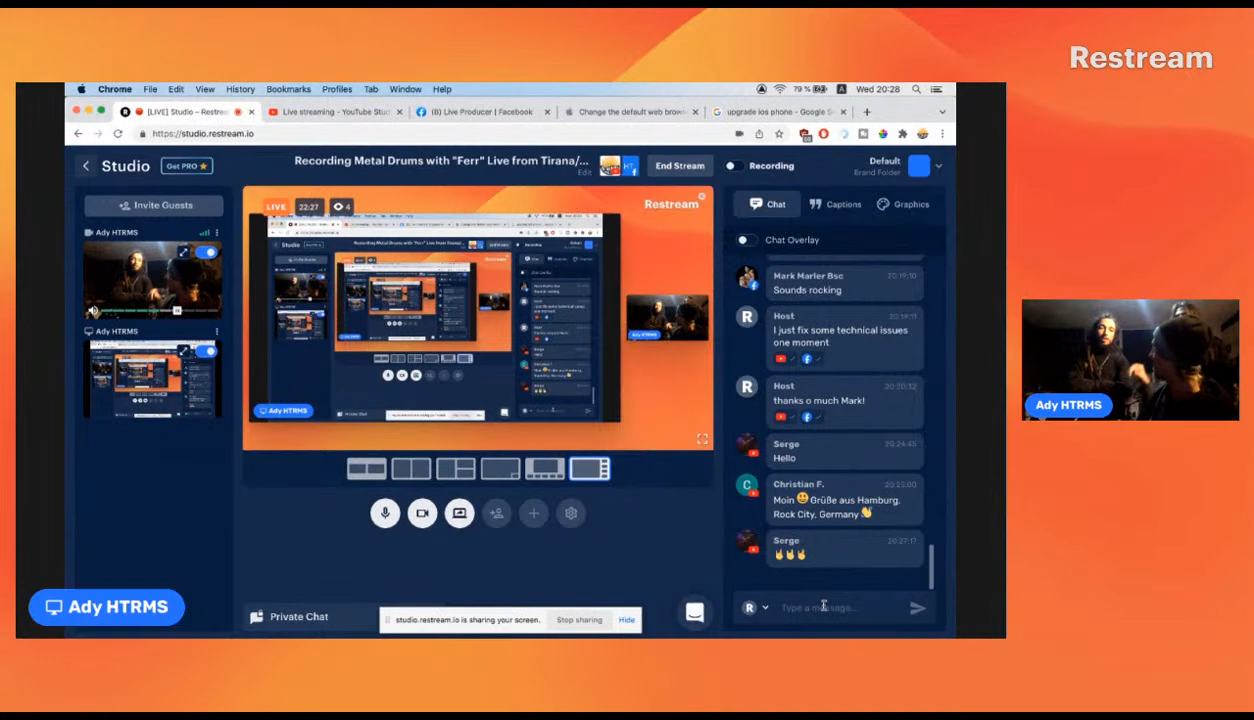 Restream
Chrome File Edit View History Bookmarks Profiles Tab Window Help
79 % Wed 20:28
[LIVE] Studio – Restrea
Live streaming - YouTube Stud
(8) Live Producer | Facebook
Change the default web brows
upgrade ios phone - Google S
https://studio.restream.io
Studio
Get PRO
Recording Metal Drums with "Ferr" Live from Tirana/...
Edit
End Stream
Recording
Default
Brand Folder
Invite Guests
Ady HTRMS
Ady HTRMS
LIVE 22:27 4
Restream
Ady HTRMS
Ady HTRMS
Chat
Captions
Graphics
Chat Overlay
Mark Marler Bsc 20:19:10
Sounds rocking
Host 20:19:11
I just fix some technical issues
one moment
Host 20:20:12
thanks o much Mark!
Serge 20:24:45
Hello
Christian F.
Moin 😃 Grüße aus Hamburg,
Rock City, Germany 👋
Serge 20:27:17
🤘🤘🤘
Type a message...
Private Chat
studio.restream.io is sharing your screen.
Stop sharing
Hide
Ady HTRMS
Ady HTRMS